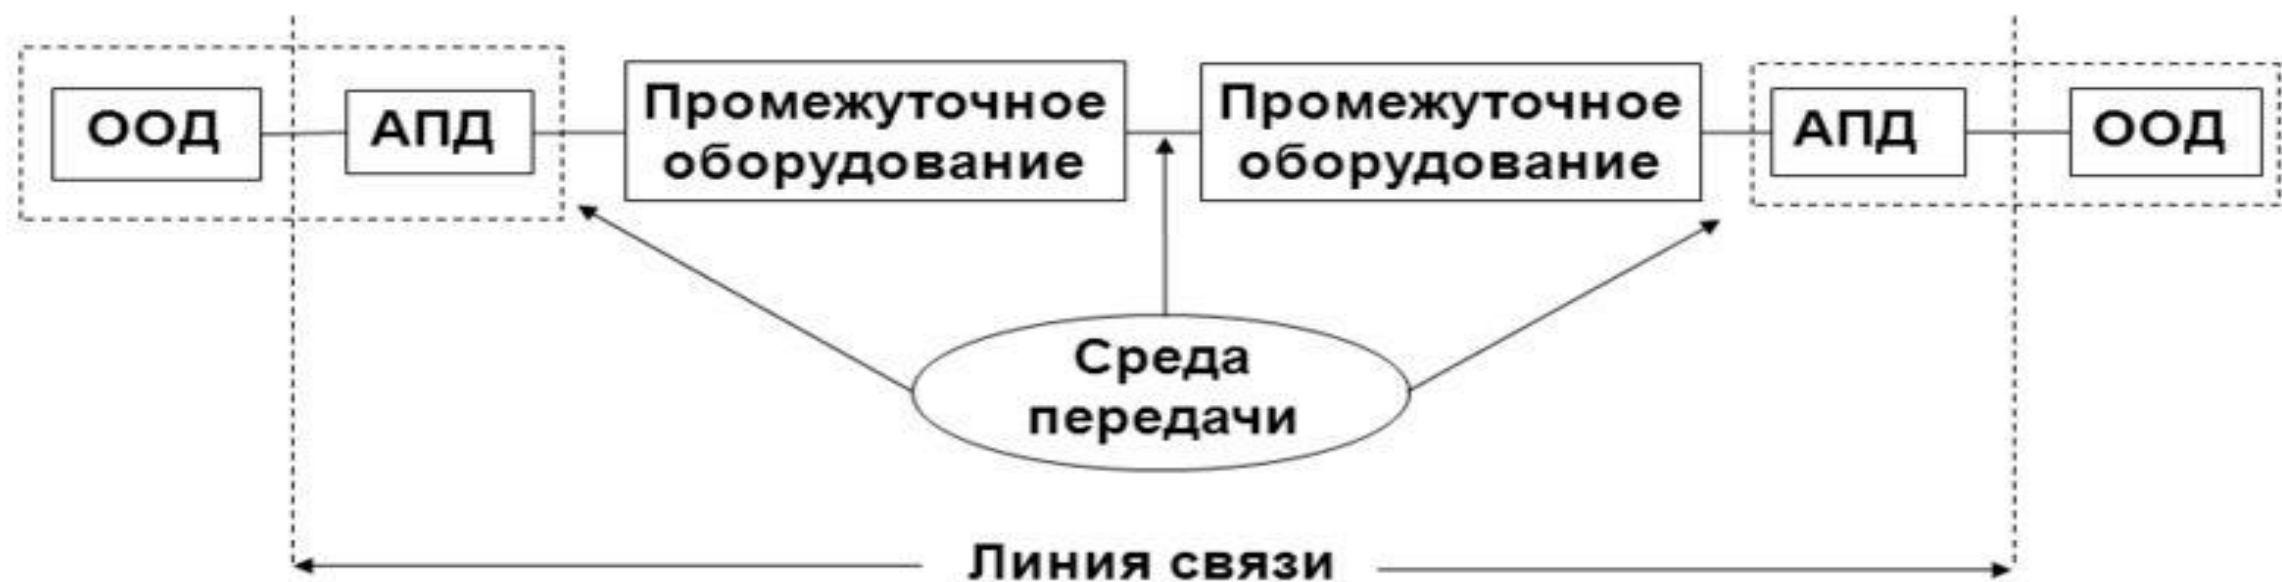 ООД
АПД
Промежуточное
оборудование
Промежуточное
оборудование
АПД
ООД
Среда
передачи
Линия связи